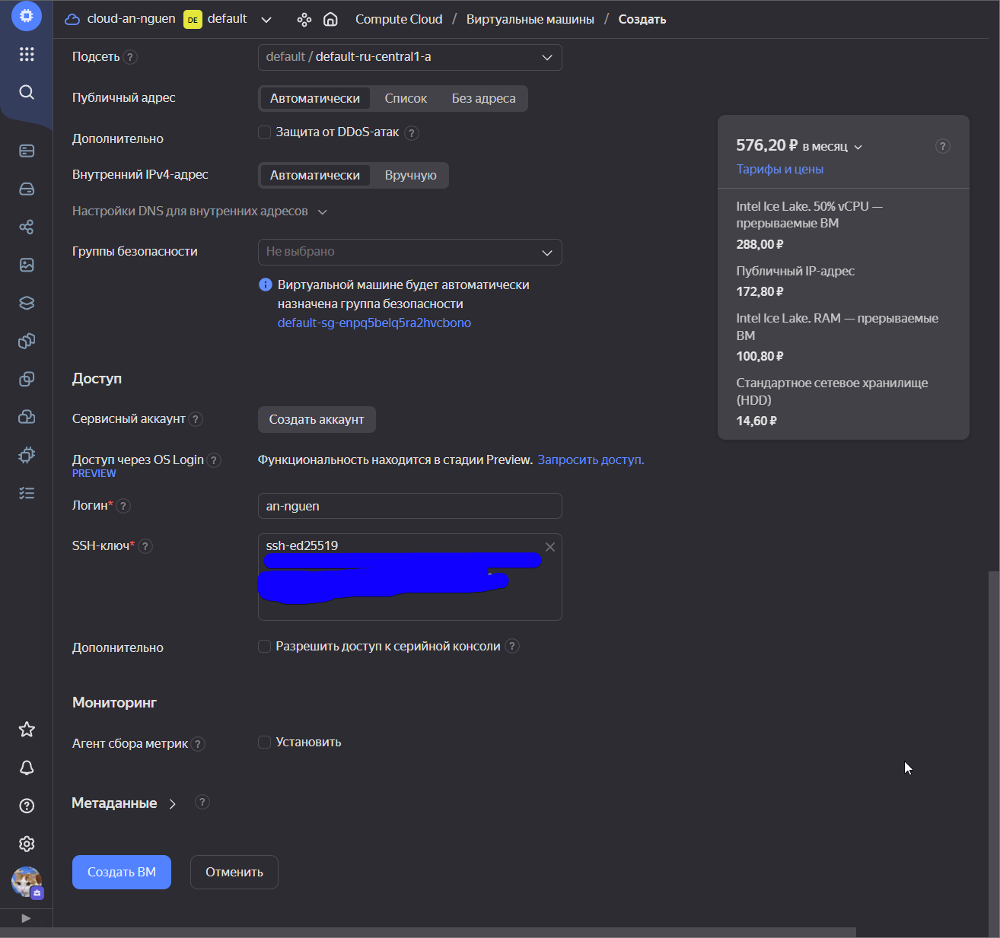 cloud-an-nguen DE default Compute Cloud / Виртуальные машины / Создать
Подсеть ? default / default-ru-central1-a
Публичный адрес Автоматически Список Без адреса
Дополнительно Защита от DDoS-атак ?
Внутренний IPv4-адрес Автоматически Вручную
Настройки DNS для внутренних адресов
Группы безопасности Не выбрано
Виртуальной машине будет автоматически
назначена группа безопасности
default-sg-enpq5belq5ra2hvcbono
Доступ
Сервисный аккаунт ? Создать аккаунт
Доступ через OS Login ? Функциональность находится в стадии Preview. Запросить доступ.
PREVIEW
Логин* ? an-nguen
SSH-ключ* ? ssh-ed25519
Дополнительно Разрешить доступ к серийной консоли ?
Мониторинг
Агент сбора метрик ? Установить
Метаданные ?
Создать ВМ Отменить
576,20 ₽ в месяц ?
Тарифы и цены
Intel Ice Lake. 50% vCPU —
прерываемые ВМ
288,00 ₽
Публичный IP-адрес
172,80 ₽
Intel Ice Lake. RAM — прерываемые
ВМ
100,80 ₽
Стандартное сетевое хранилище
(HDD)
14,60 ₽